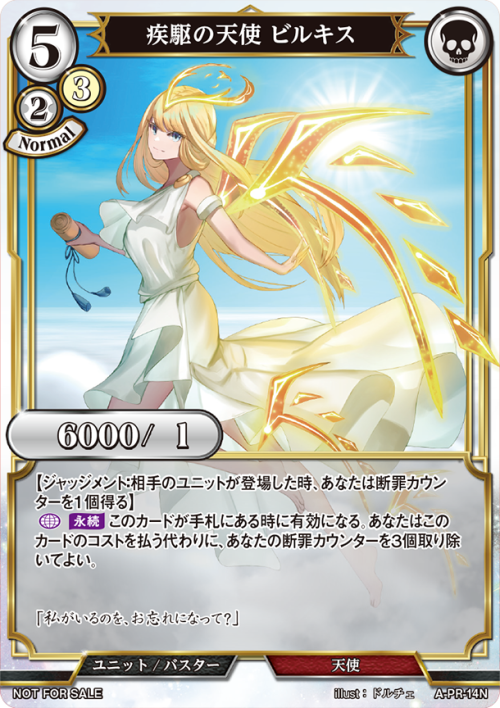 5
疾駆の天使 ビルキス
3
2
Normal
6000/ 1
【ジャッジメント:相手のユニットが登場した時、あなたは断罪カウン
ターを1個得る】
永続 このカードが手札にある時に有効になる。あなたはこの
カードのコストを払う代わりに、あなたの断罪カウンターを3個取り除
いてよい。
「私がいるのを、お忘れになって?」
ユニット / バスター
天使
NOT FOR SALE
illust : ドルチェ
A-PR-14N